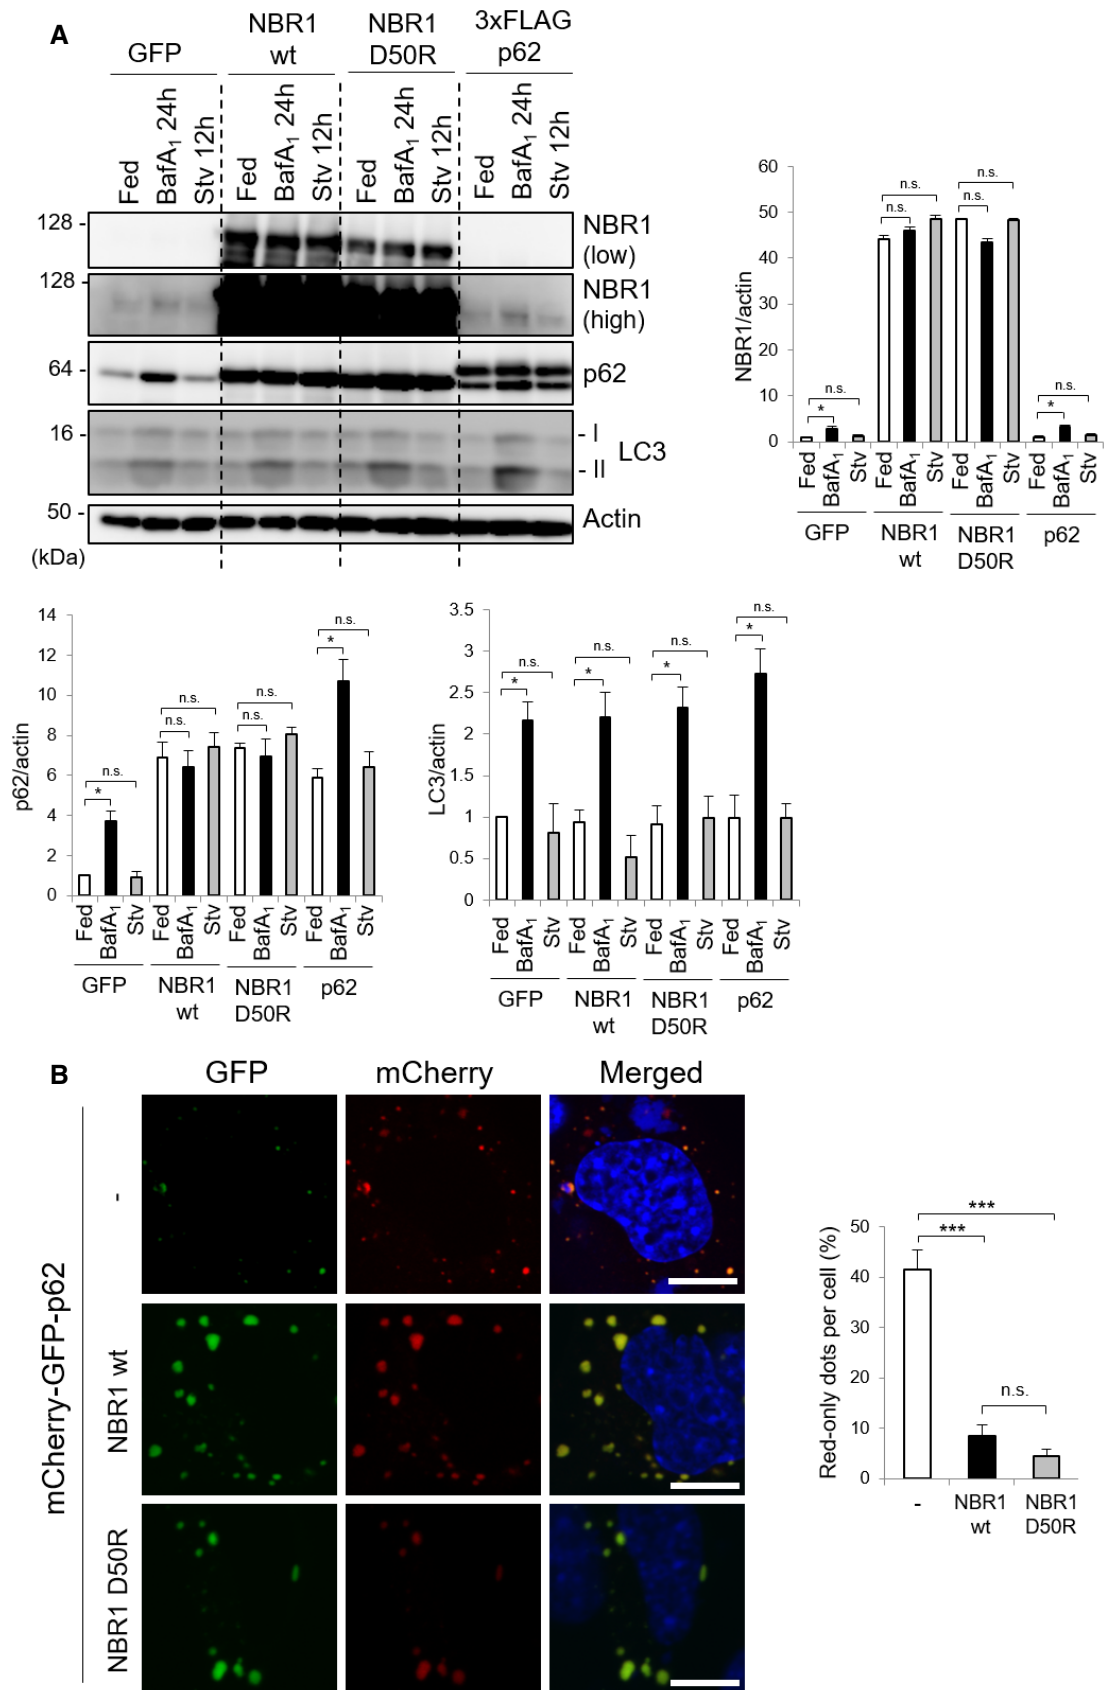 A
GFP
NBR1
wt
NBR1
D50R
3xFLAG
p62
Fed
BafA1 24h
Stv 12h
Fed
BafA1 24h
Stv 12h
Fed
BafA1 24h
Stv 12h
Fed
BafA1 24h
Stv 12h
128 -
NBR1
(low)
128 -
NBR1
(high)
64 -
p62
16 -
- I
- II
LC3
50 -
Actin
(kDa)
NBR1/actin
60
50
40
30
20
10
0
n.s.
*
n.s.
n.s.
n.s.
n.s.
n.s.
*
Fed
BafA1
Stv
Fed
BafA1
Stv
Fed
BafA1
Stv
Fed
BafA1
Stv
GFP
NBR1
wt
NBR1
D50R
p62
p62/actin
14
12
10
8
6
4
2
0
n.s.
*
n.s.
n.s.
n.s.
n.s.
n.s.
*
Fed
BafA1
Stv
Fed
BafA1
Stv
Fed
BafA1
Stv
Fed
BafA1
Stv
GFP
NBR1
wt
NBR1
D50R
p62
LC3/actin
3.5
3
2.5
2
1.5
1
0.5
0
n.s.
*
n.s.
*
n.s.
*
n.s.
*
Fed
BafA1
Stv
Fed
BafA1
Stv
Fed
BafA1
Stv
Fed
BafA1
Stv
GFP
NBR1
wt
NBR1
D50R
p62
B
GFP
mCherry
Merged
mCherry-GFP-p62
-
NBR1 wt
NBR1 D50R
Red-only dots per cell (%)
50
40
30
20
10
0
***
***
n.s.
-
NBR1
wt
NBR1
D50R